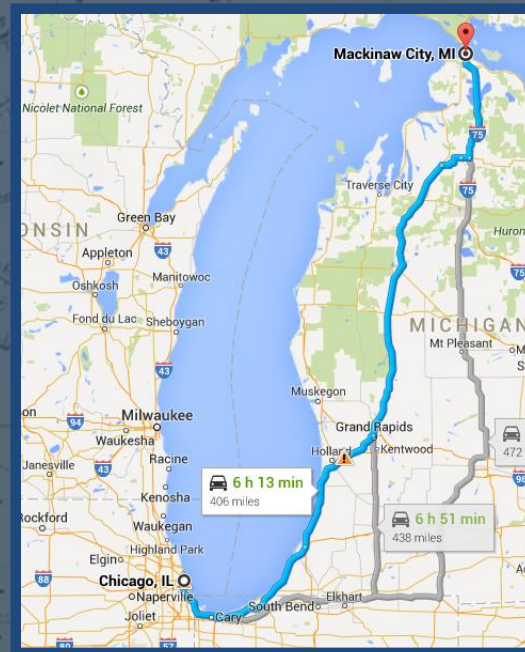 Mackinaw City, MI
Nicolet National Forest
75
Traverse City
75
Green Bay
Huron
43
Appleton
75
Oshkosh
Manitowoc
MICHIGAN
Fond du Lac
Sheboygan
Mt Pleasant
43
Muskegon
94
Milwaukee
Grand Rapids
Waukesha
Kentwood
472
Janesville
43
Racine
6 h 13 min
406 miles
96
Kenosha
Rockford
Waukegan
6 h 51 min
438 miles
Highland Park
Elgin
88
Chicago, IL
Naperville
South Bend
Elkhart
Joliet
Gary
80
57